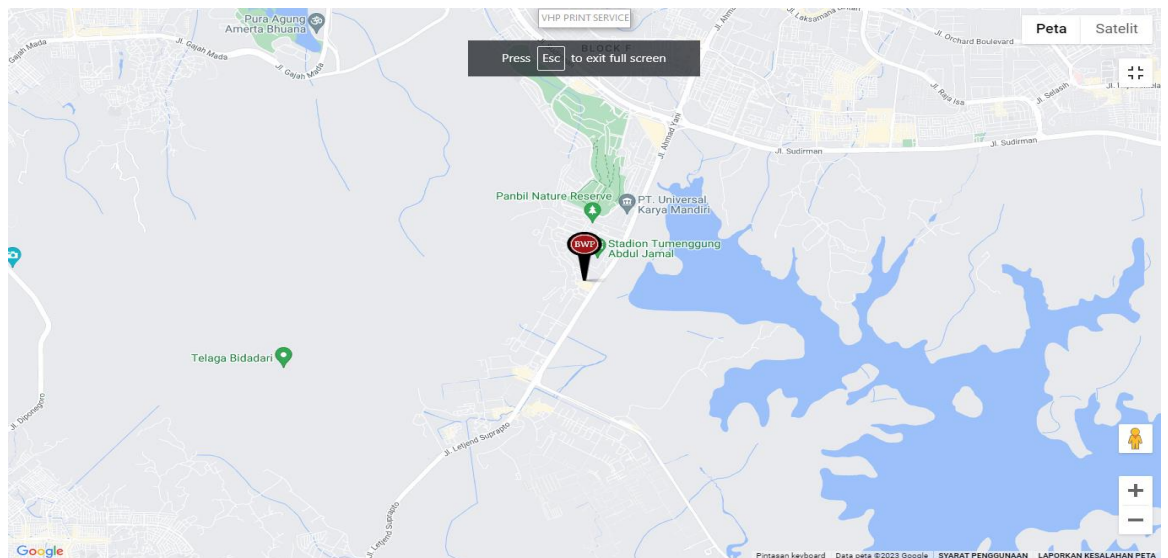 VHP PRINT SERVICE
Pura Agung
Amerta Bhuana
Jl. Gajah Mada
Jl. Gajah Mada
BLOCK F
Press Esc to exit full screen
Jl. Orchard Boulevard
Peta Satelit
Jl. Raja Isa
Jl. Selasih
Jl. Ahmad Yani
Jl. Sudirman
Jl. Sudirman
Panbil Nature Reserve
PT. Universal
Karya Mandiri
BWP
Stadion Tumenggung
Abdul Jamal
Telaga Bidadari
Jl. Diponegoro
Jl. Letjend Suprapto
Jl. Letjend Suprapto
Google
Pintasan keyboard Data peta ©2023 Google SYARAT PENGGUNAAN LAPORKAN KESALAHAN PETA